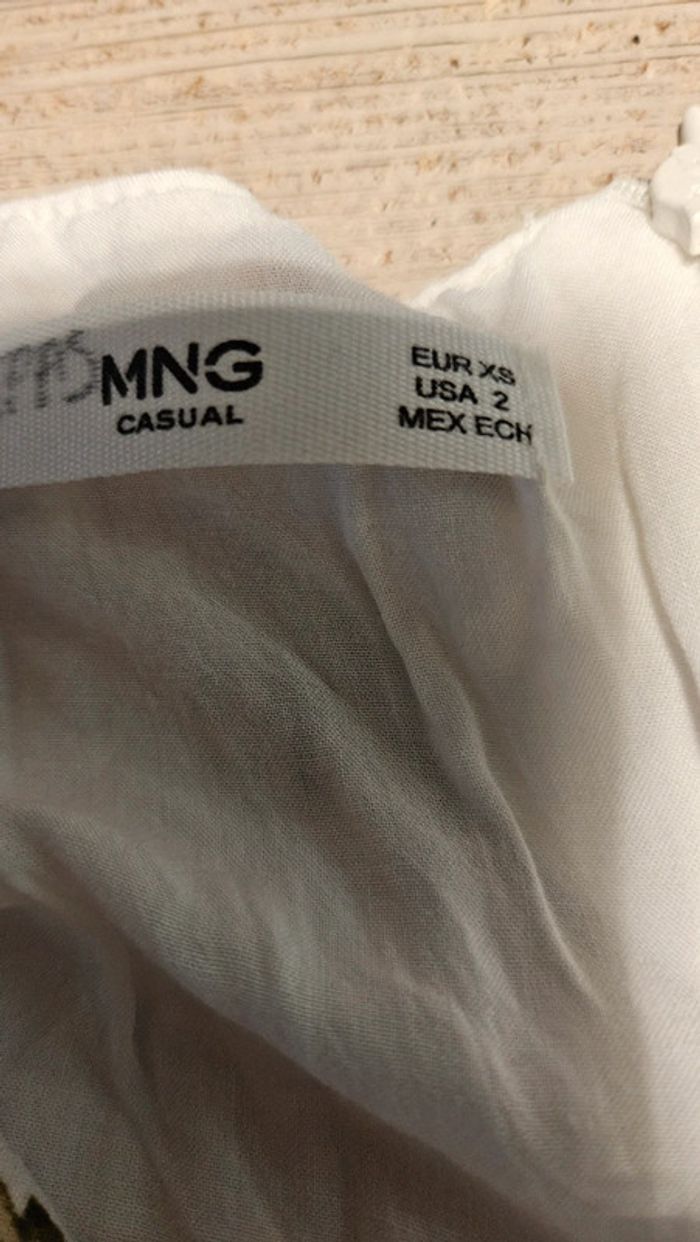 MNG
CASUAL
EUR XS
USA 2
MEX ECH